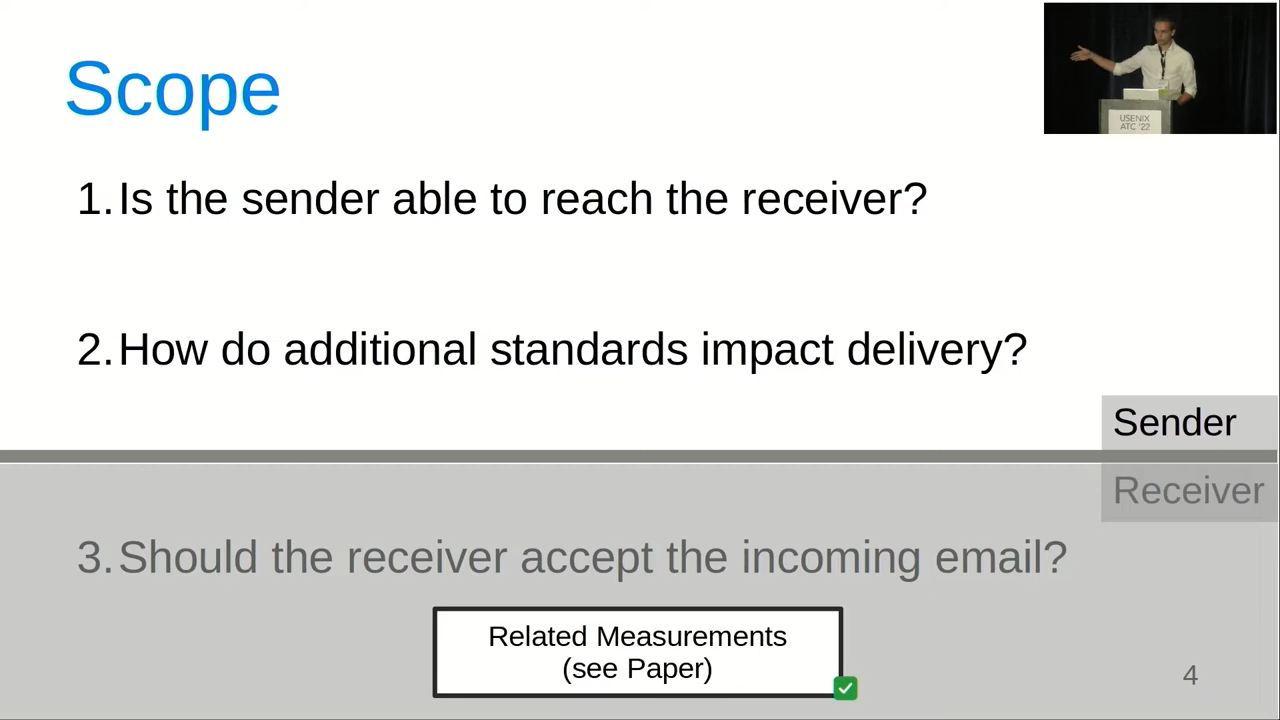 Scope
USENIX
ATC '22
1. Is the sender able to reach the receiver?
2. How do additional standards impact delivery?
Sender
Receiver
3. Should the receiver accept the incoming email?
Related Measurements
(see Paper)
4